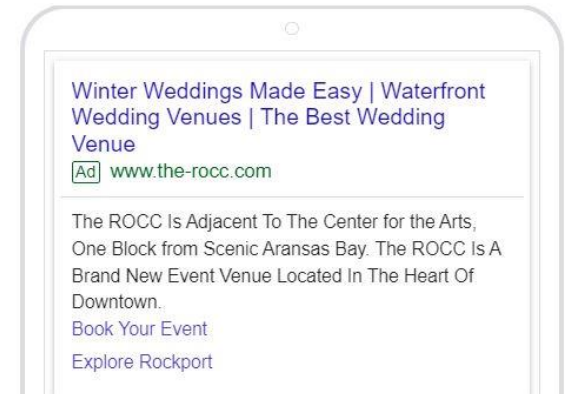 Winter Weddings Made Easy | Waterfront
Wedding Venues | The Best Wedding
Venue
Ad www.the-rocc.com
The ROCC Is Adjacent To The Center for the Arts,
One Block from Scenic Aransas Bay. The ROCC Is A
Brand New Event Venue Located In The Heart Of
Downtown.
Book Your Event
Explore Rockport